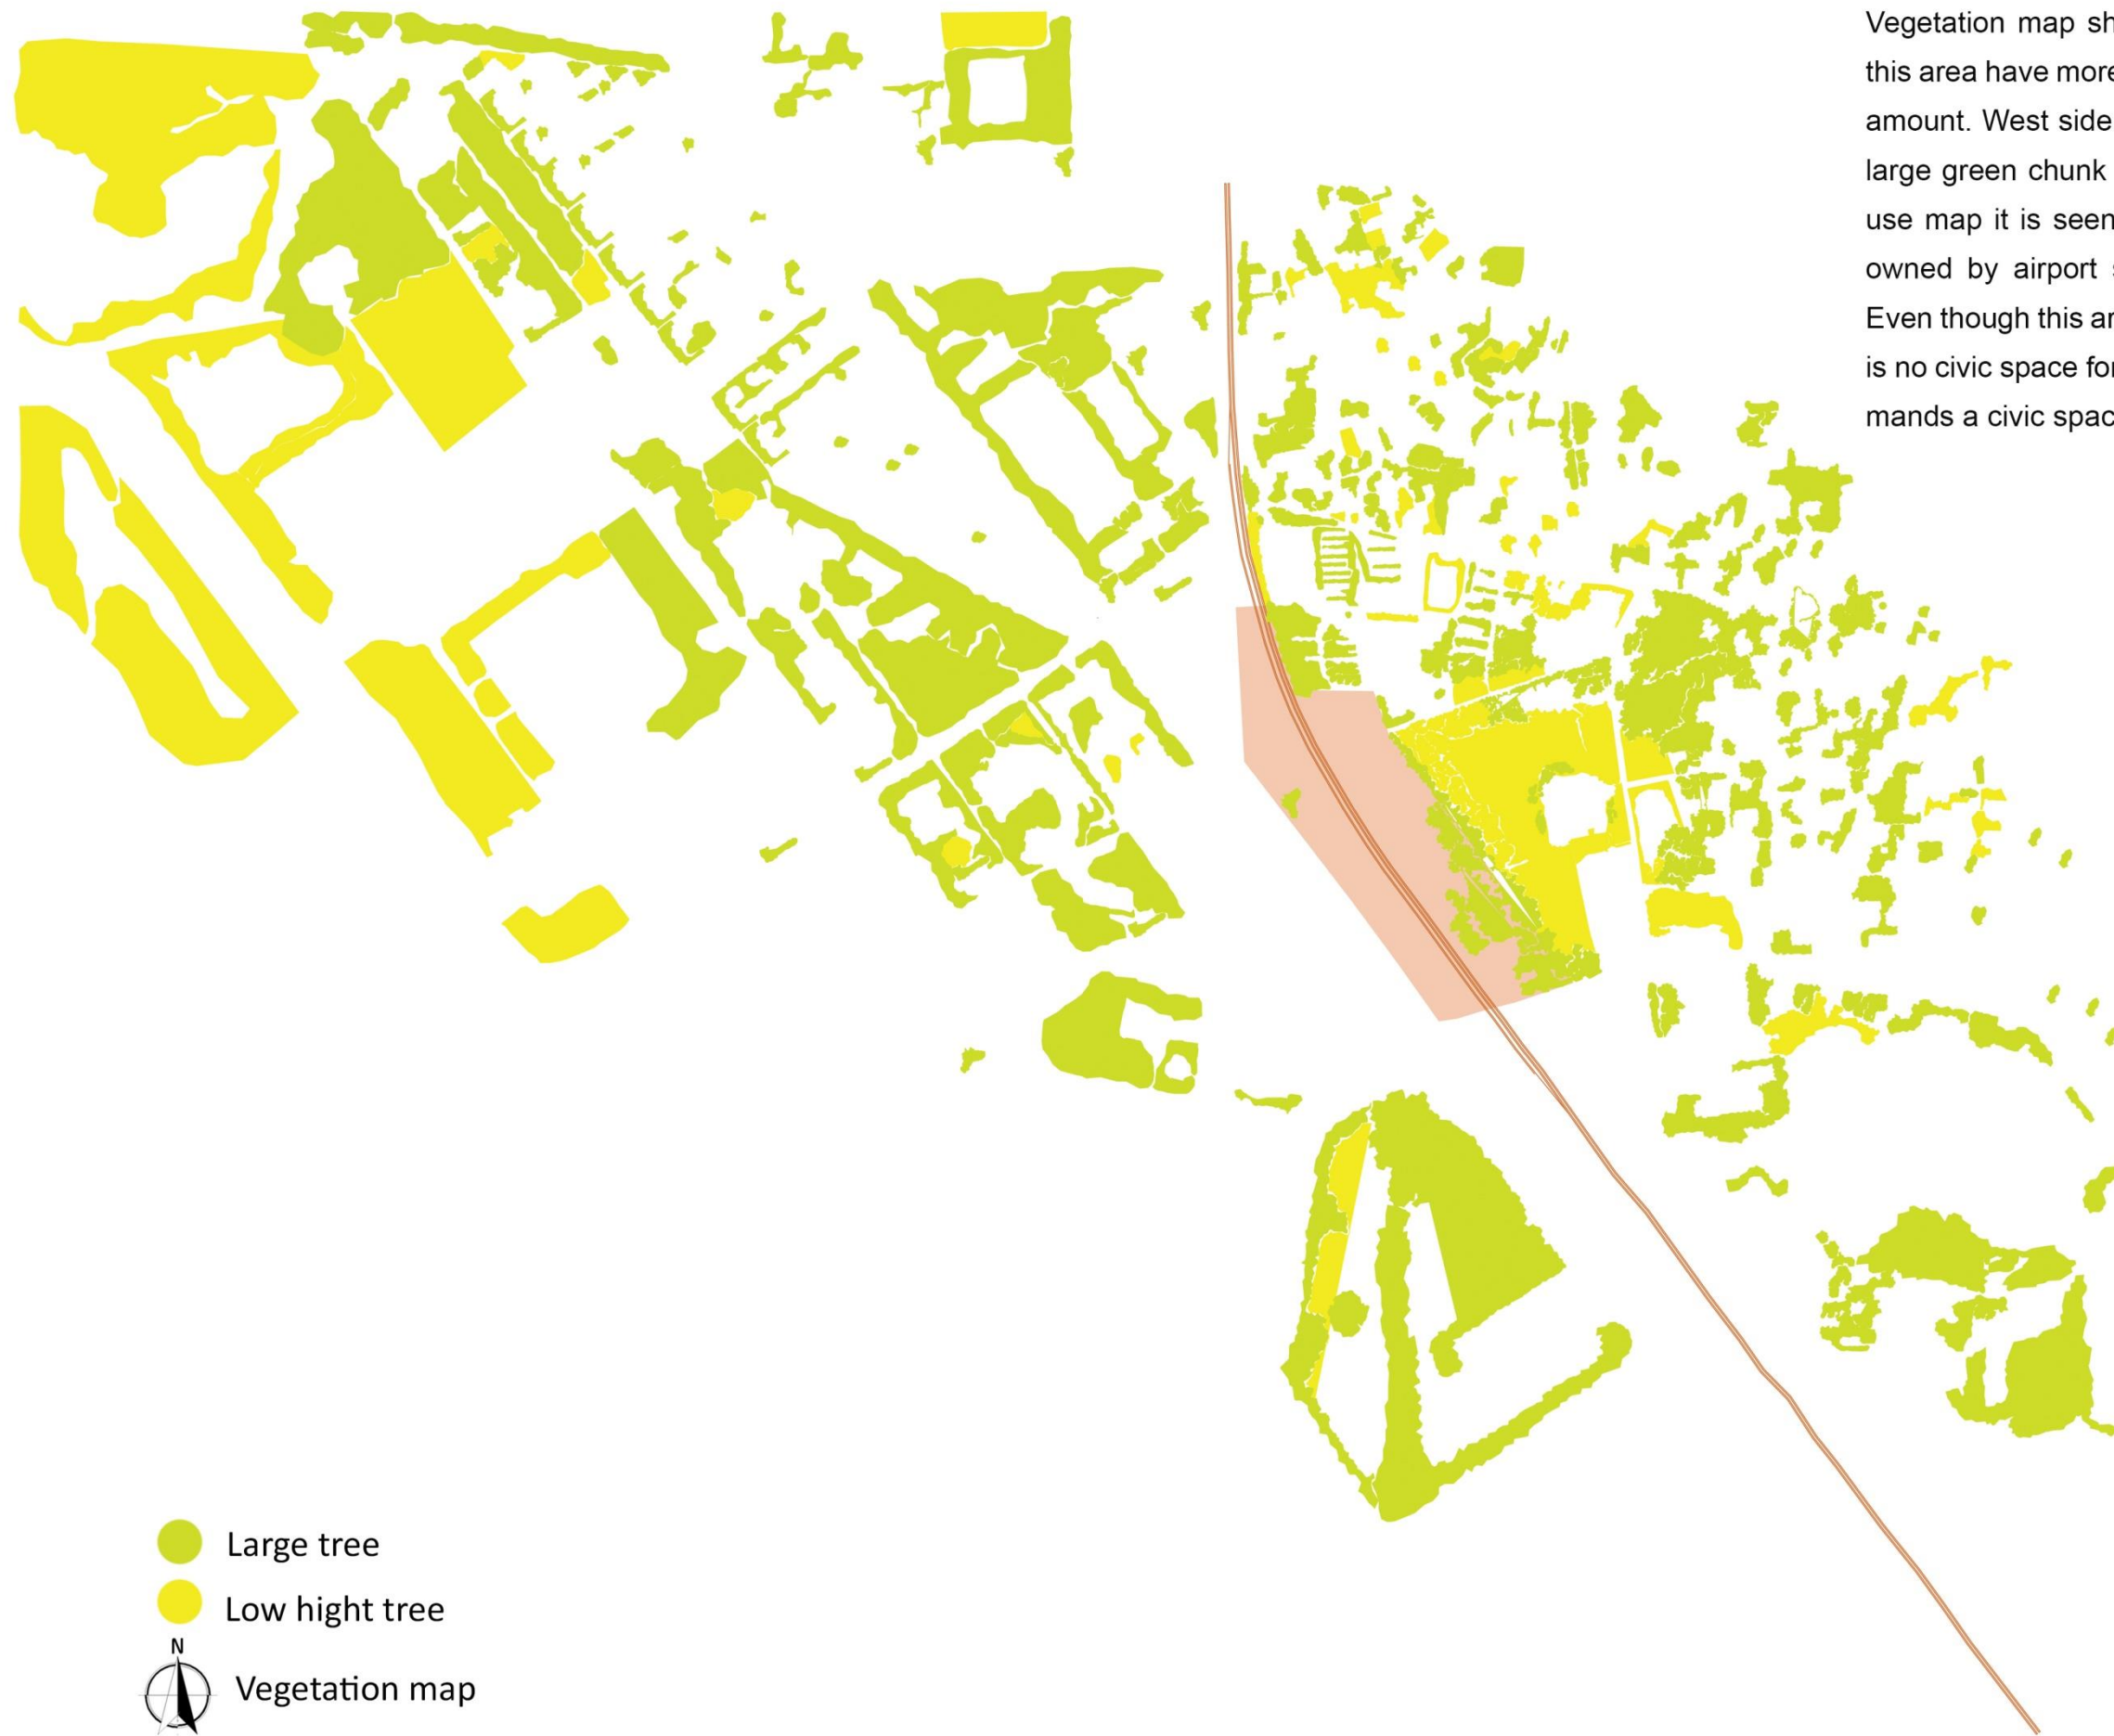 Vegetation map sh
this area have more
amount. West side
large green chunk
use map it is seen
owned by airport s
Even though this ar
is no civic space for
mands a civic spac
Large tree
Low hight tree
N
Vegetation map